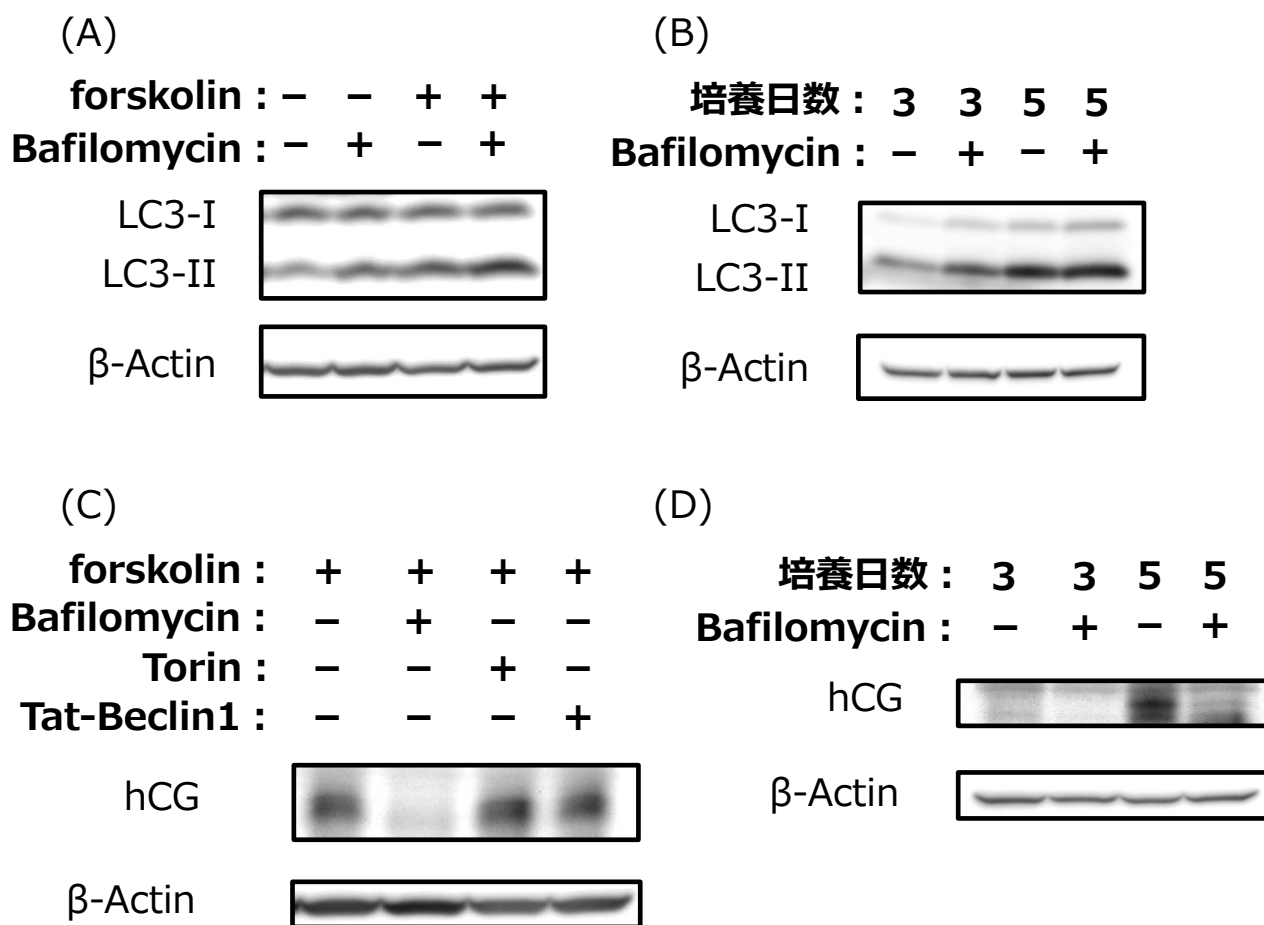 (A)
forskolin : − − + +
Bafilomycin : − + − +
LC3-I
LC3-II
β-Actin
(B)
培養日数 : 3 3 5 5
Bafilomycin : − + − +
LC3-I
LC3-II
β-Actin
(C)
forskolin : + + + +
Bafilomycin : − + − −
Torin : − − + −
Tat-Beclin1 : − − − +
hCG
β-Actin
(D)
培養日数 : 3 3 5 5
Bafilomycin : − + − +
hCG
β-Actin